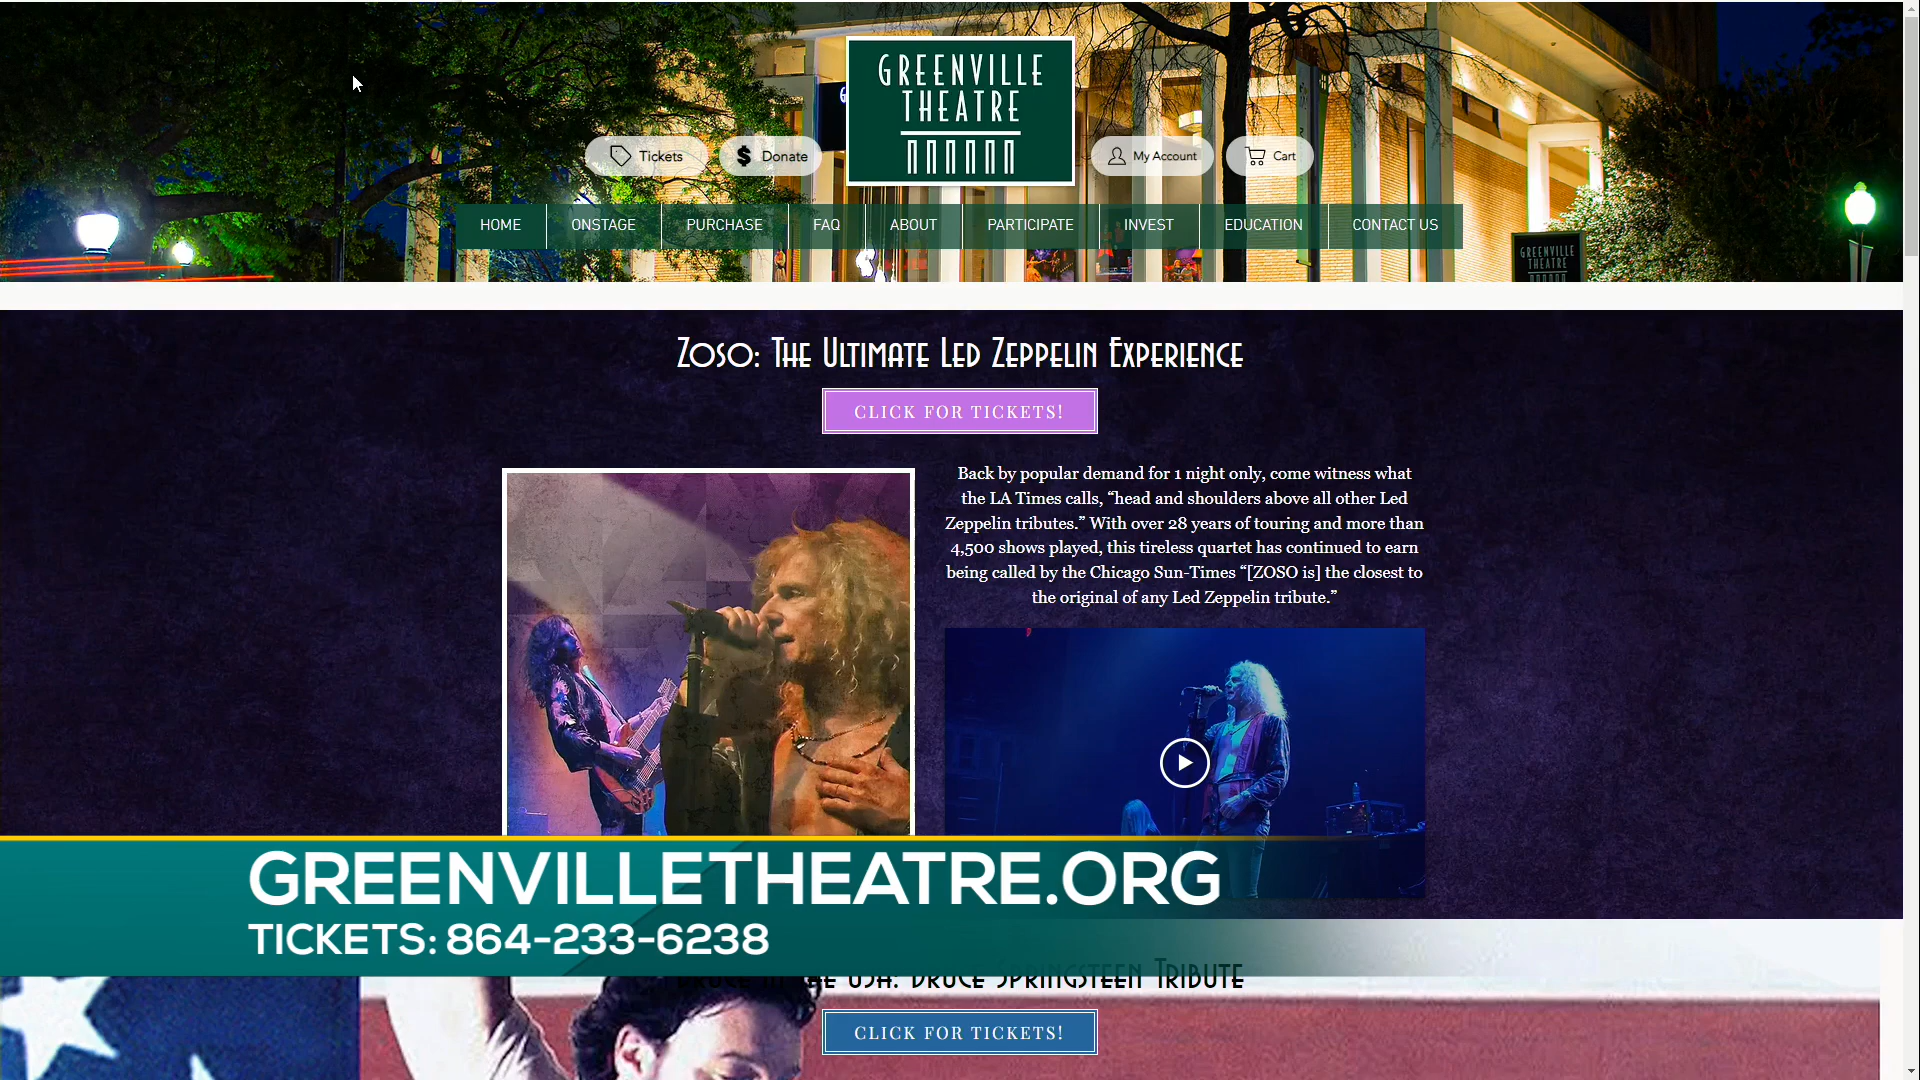 GREENVILLE
THEATRE
Tickets
Donate
My Account
Cart
HOME
ONSTAGE
PURCHASE
FAQ
ABOUT
PARTICIPATE
INVEST
EDUCATION
CONTACT US
GREENVILLE
THEATRE
ZOSO: THE ULTIMATE LED ZEPPELIN EXPERIENCE
CLICK FOR TICKETS!
Back by popular demand for 1 night only, come witness what
the LA Times calls, “head and shoulders above all other Led
Zeppelin tributes.” With over 28 years of touring and more than
4,500 shows played, this tireless quartet has continued to earn
being called by the Chicago Sun-Times “[ZOSO is] the closest to
the original of any Led Zeppelin tribute.”
GREENVILLETHEATRE.ORG
TICKETS: 864-233-6238
USA: BRUCE SPRINGSTEEN TRIBUTE
CLICK FOR TICKETS!